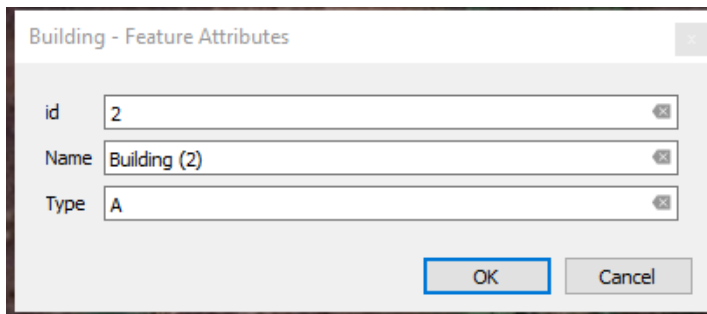 Building - Feature Attributes
id 2
Name Building (2)
Type A
OK Cancel